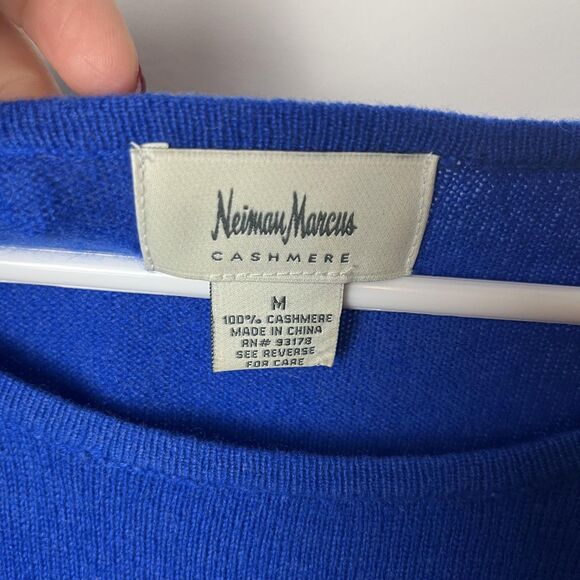 Neiman Marcus
CASHMERE
M
100% CASHMERE
MADE IN CHINA
RN# 93178
SEE REVERSE
FOR CARE